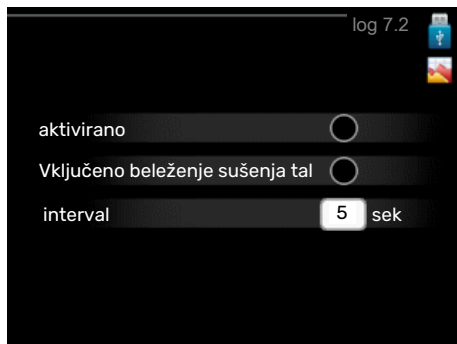 log 7.2
aktivirano
Vključeno beleženje sušenja tal
interval 5 sek